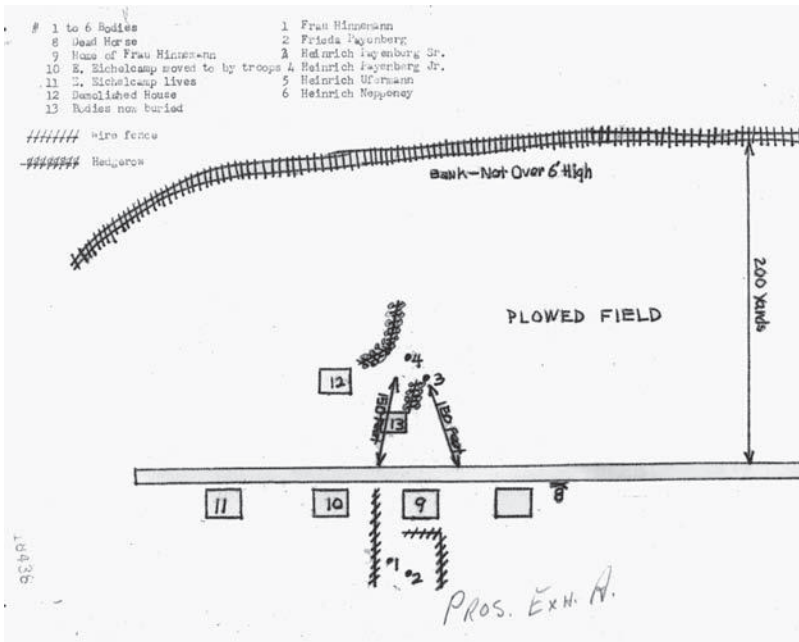 # 1 to 6 Bodies
8 Dead Horse
9 Home of Frau Hinnemann
10 E. Eichelcamp moved to by troops
11 E. Eichelcamp lives
12 Demolished House
13 Bodies now buried
1 Frau Hinnemann
2 Frieda Payenberg
3 Heinrich Payenburg Sr.
4 Heinrich Payenberg Jr.
5 Heinrich Ufermann
6 Heinrich Nepponey
Wire fence
Hedgerow
Bank-Not Over 6' High
200 Yards
PLOWED FIELD
4
3
12
150 Feet
13
150 Feet
11
10
9
8
1
2
18436
PROS. EXH. A.